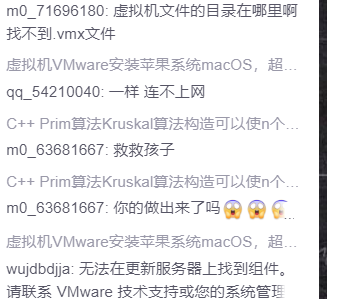 m0_71696180: 虚拟机文件的目录在哪里啊
找不到.vmx文件
虚拟机VMware安装苹果系统macOS，超...
qq_54210040: 一样 连不上网
C++ Prim算法Kruskal算法构造可以使n个...
m0_63681667: 救救孩子
C++ Prim算法Kruskal算法构造可以使n个...
m0_63681667: 你的做出来了吗😱😱😱...
虚拟机VMware安装苹果系统macOS，超...
wujdbdjja: 无法在更新服务器上找到组件。
请联系 VMware 技术支持或您的系统管理